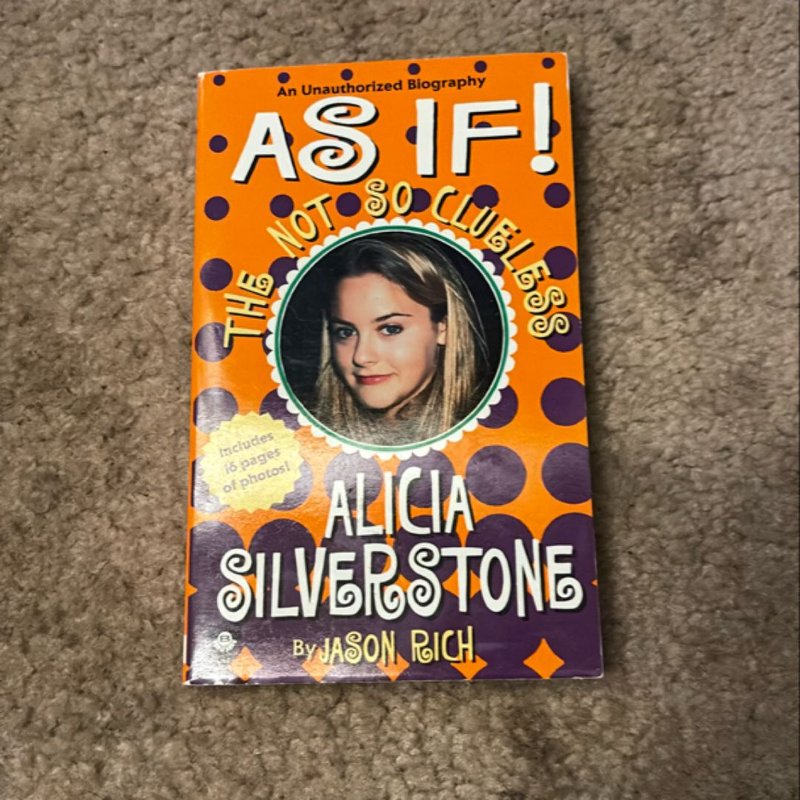 An Unauthorized Biography
AS IF!
THE NOT SO CLUELESS
Includes
16 pages
of photos!
ALICIA
SILVERSTONE
By JASON RICH
B